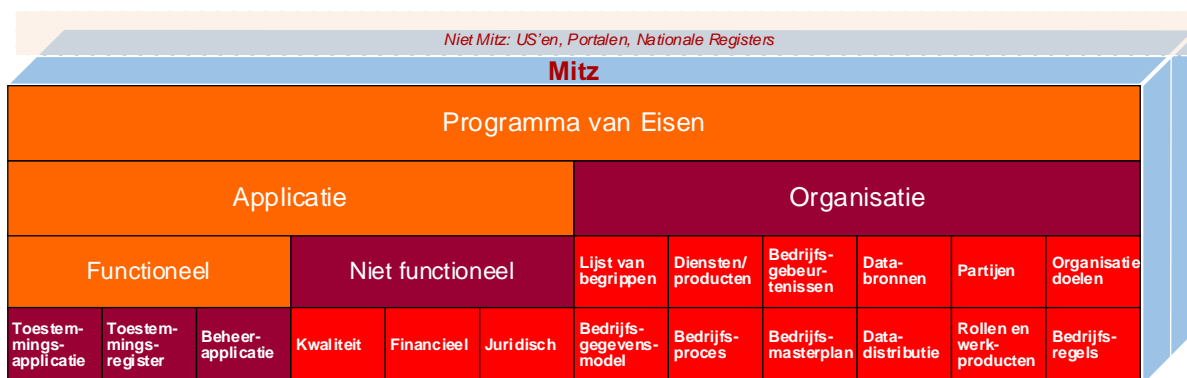 Niet Mitz: US'en, Portalen, Nationale Registers
Mitz
Programma van Eisen
Applicatie
Organisatie
Functioneel
Niet functioneel
Lijst van
begrippen
Diensten/
producten
Bedrijfs-
gebeur-
tenissen
Data-
bronnen
Partijen
Organisatie
doelen
Toestem-
mings-
applicatie
Toestem-
mings-
register
Beheer-
applicatie
Kwaliteit
Financieel
Juridisch
Bedrijfs-
gegevens-
model
Bedrijfs-
proces
Bedrijfs-
masterplan
Data-
distributie
Rollen en
werk-
producten
Bedrijfs-
regels